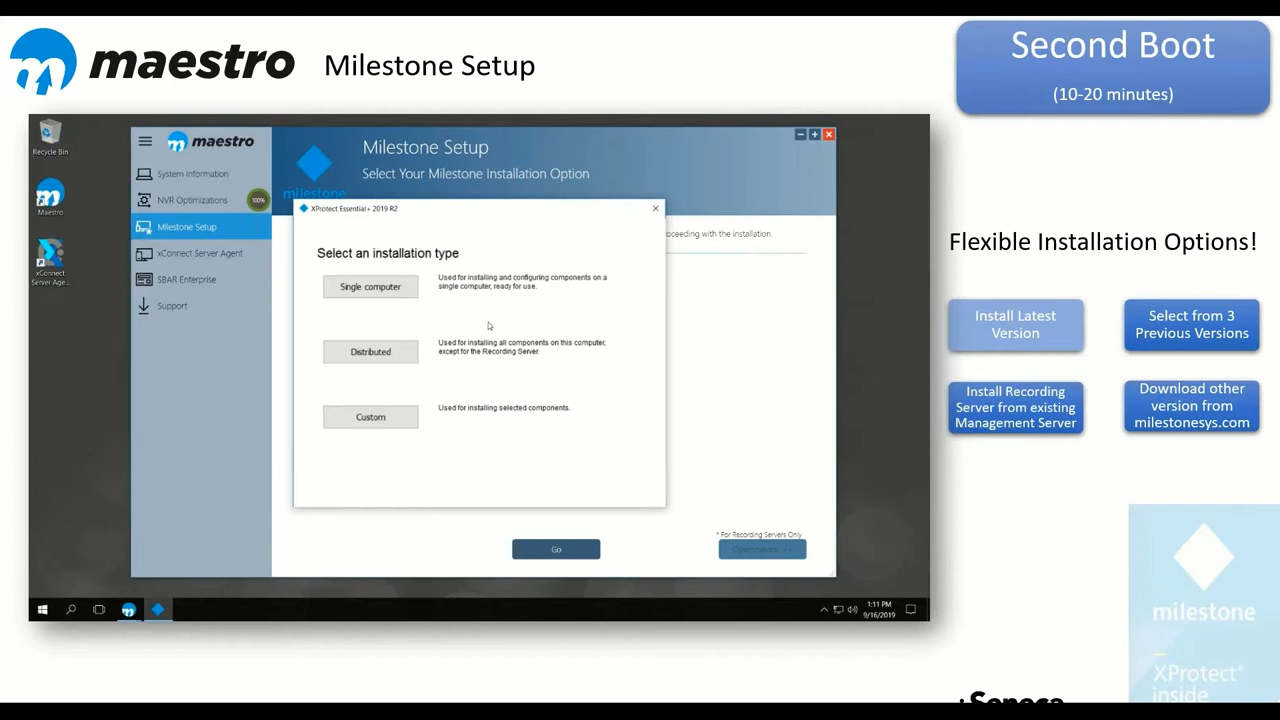 maestro
Milestone Setup
Second Boot
(10-20 minutes)
Recycle Bin
Maestro
xConnect
Server Age...
maestro
System Information
NVR Optimizations
100%
Milestone Setup
xConnect Server Agent
SBAR Enterprise
Support
Milestone Setup
Select Your Milestone Installation Option
milestone
XProtect Essential+ 2019 R2
oceeding with the installation.
Select an installation type
Single computer
Used for installing and configuring components on a
single computer, ready for use.
Distributed
Used for installing all components on this computer,
except for the Recording Server.
Custom
Used for installing selected components.
Go
* For Recording Servers Only
Optimizations >>
1:11 PM
9/16/2019
Flexible Installation Options!
Install Latest
Version
Select from 3
Previous Versions
Install Recording
Server from existing
Management Server
Download other
version from
milestonesys.com
milestone
XProtect®
inside
Seneca